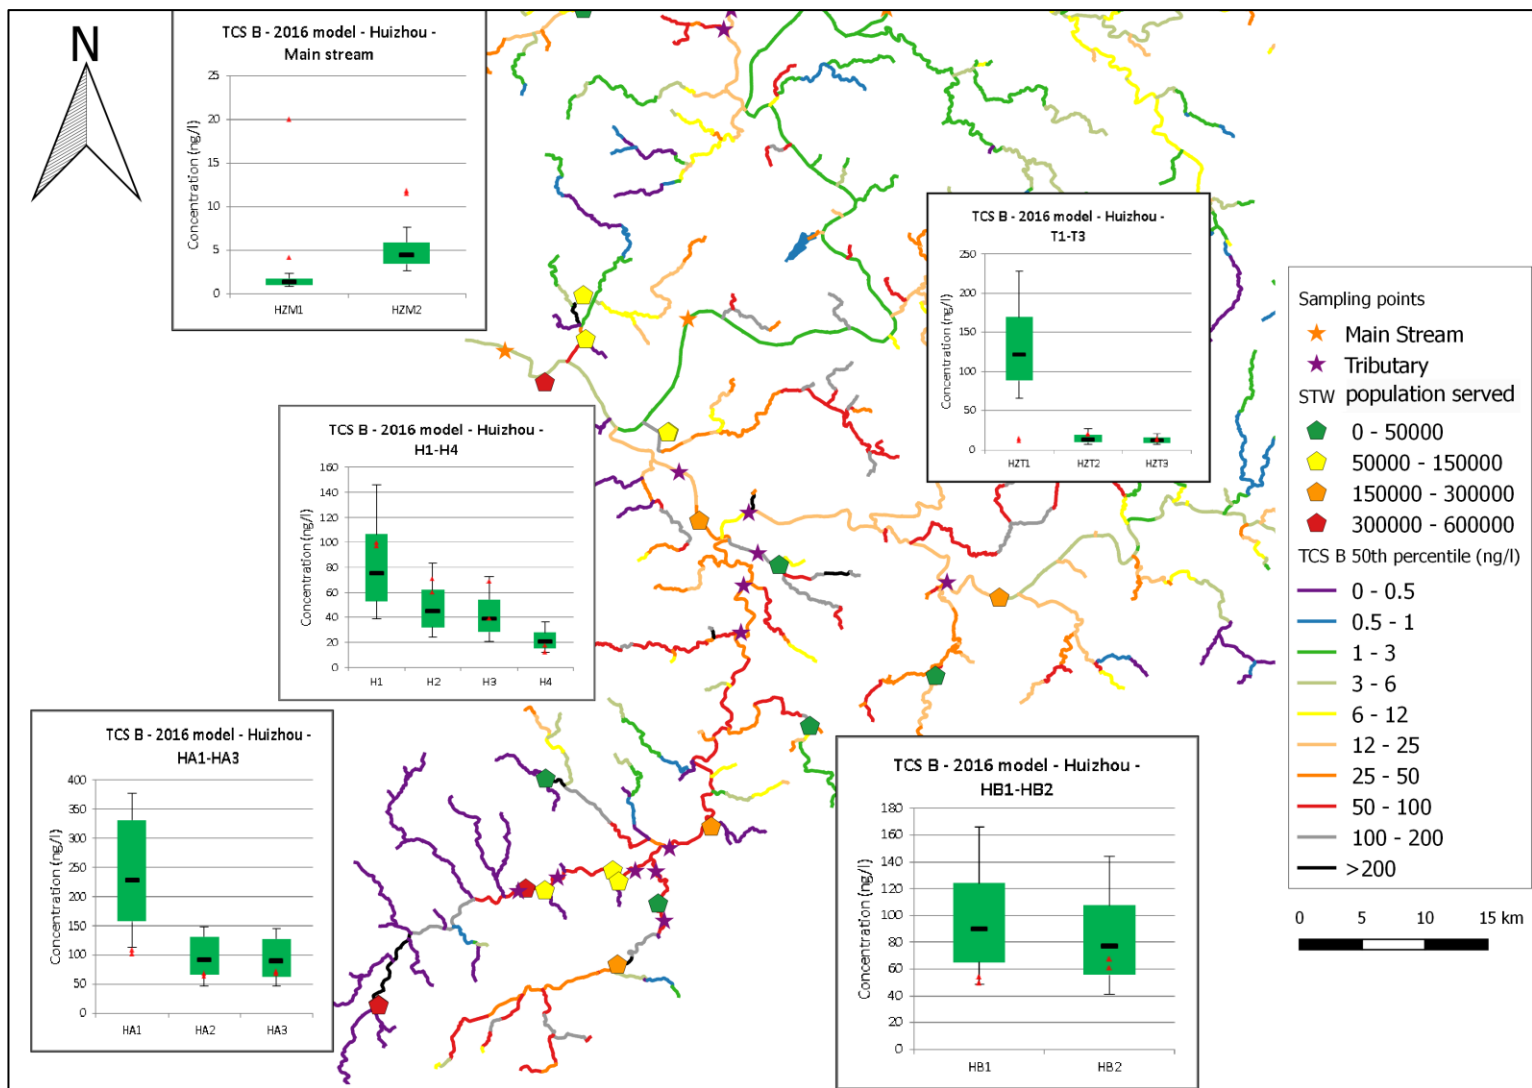 N
TCS B - 2016 model - Huizhou -
Main stream
Concentration (ng/l)
25
20
15
10
5
0
HZM1
HZM2
TCS B - 2016 model - Huizhou -
T1-T3
Concentration (ng/l)
250
200
150
100
50
0
HZT1
HZT2
HZT3
TCS B - 2016 model - Huizhou -
H1-H4
Concentration (ng/l)
160
140
120
100
80
60
40
20
0
H1
H2
H3
H4
TCS B - 2016 model - Huizhou -
HA1-HA3
Concentration (ng/l)
400
350
300
250
200
150
100
50
0
HA1
HA2
HA3
TCS B - 2016 model - Huizhou -
HB1-HB2
Concentration (ng/l)
180
160
140
120
100
80
60
40
20
0
HB1
HB2
Sampling points
Main Stream
Tributary
STW population served
0 - 50000
50000 - 150000
150000 - 300000
300000 - 600000
TCS B 50th percentile (ng/l)
0 - 0.5
0.5 - 1
1 - 3
3 - 6
6 - 12
12 - 25
25 - 50
50 - 100
100 - 200
>200
0 5 10 15 km